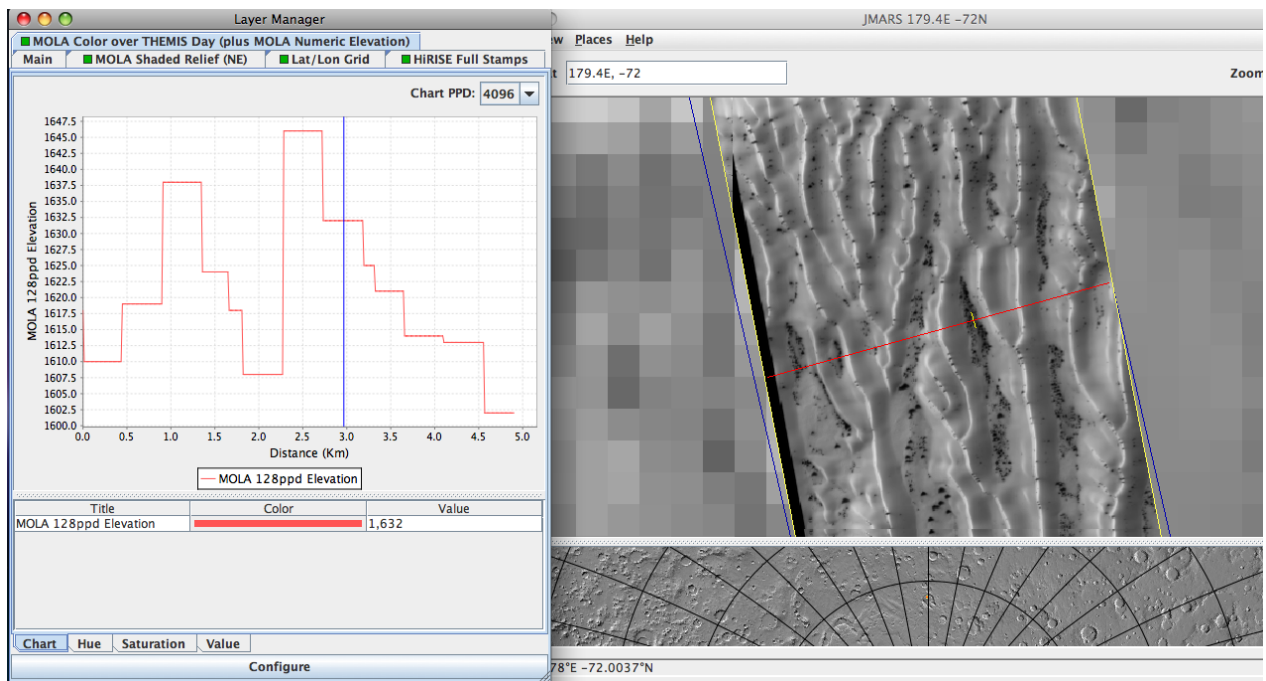 Layer Manager
MOLA Color over THEMIS Day (plus MOLA Numeric Elevation)
Main MOLA Shaded Relief (NE) Lat/Lon Grid HiRISE Full Stamps
Chart PPD: 4096
1647.5
1645.0
1642.5
1640.0
1637.5
1635.0
1632.5
1630.0
1627.5
1625.0
1622.5
1620.0
1617.5
1615.0
1612.5
1610.0
1607.5
1605.0
1602.5
1600.0
MOLA 128ppd Elevation
0.0 0.5 1.0 1.5 2.0 2.5 3.0 3.5 4.0 4.5 5.0
Distance (Km)
MOLA 128ppd Elevation
Title Color Value
MOLA 128ppd Elevation 1,632
Chart Hue Saturation Value
Configure
JMARS 179.4E -72N
ew Places Help
t 179.4E, -72 Zoom
78°E -72.0037°N